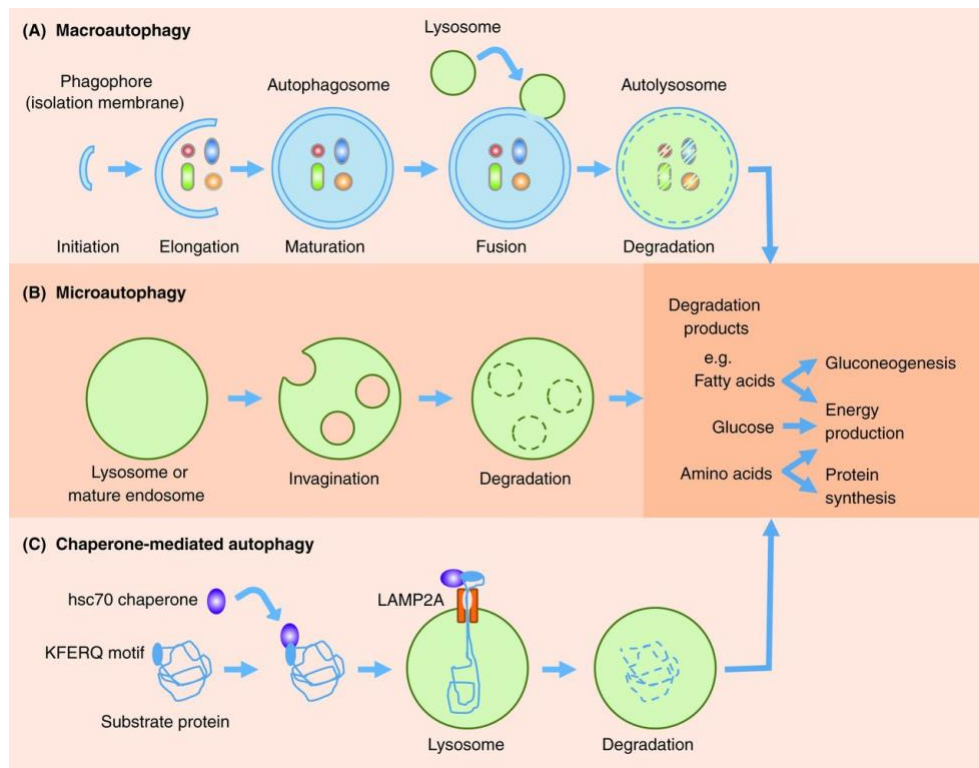 (A) Macroautophagy
Lysosome
Phagophore
(isolation membrane)
Autophagosome
Autolysosome
Initiation
Elongation
Maturation
Fusion
Degradation
(B) Microautophagy
Lysosome or
mature endosome
Invagination
Degradation
Degradation
products
e.g.
Fatty acids
Gluconeogenesis
Glucose
Energy
production
Amino acids
Protein
synthesis
(C) Chaperone-mediated autophagy
hsc70 chaperone
KFERQ motif
Substrate protein
LAMP2A
Lysosome
Degradation